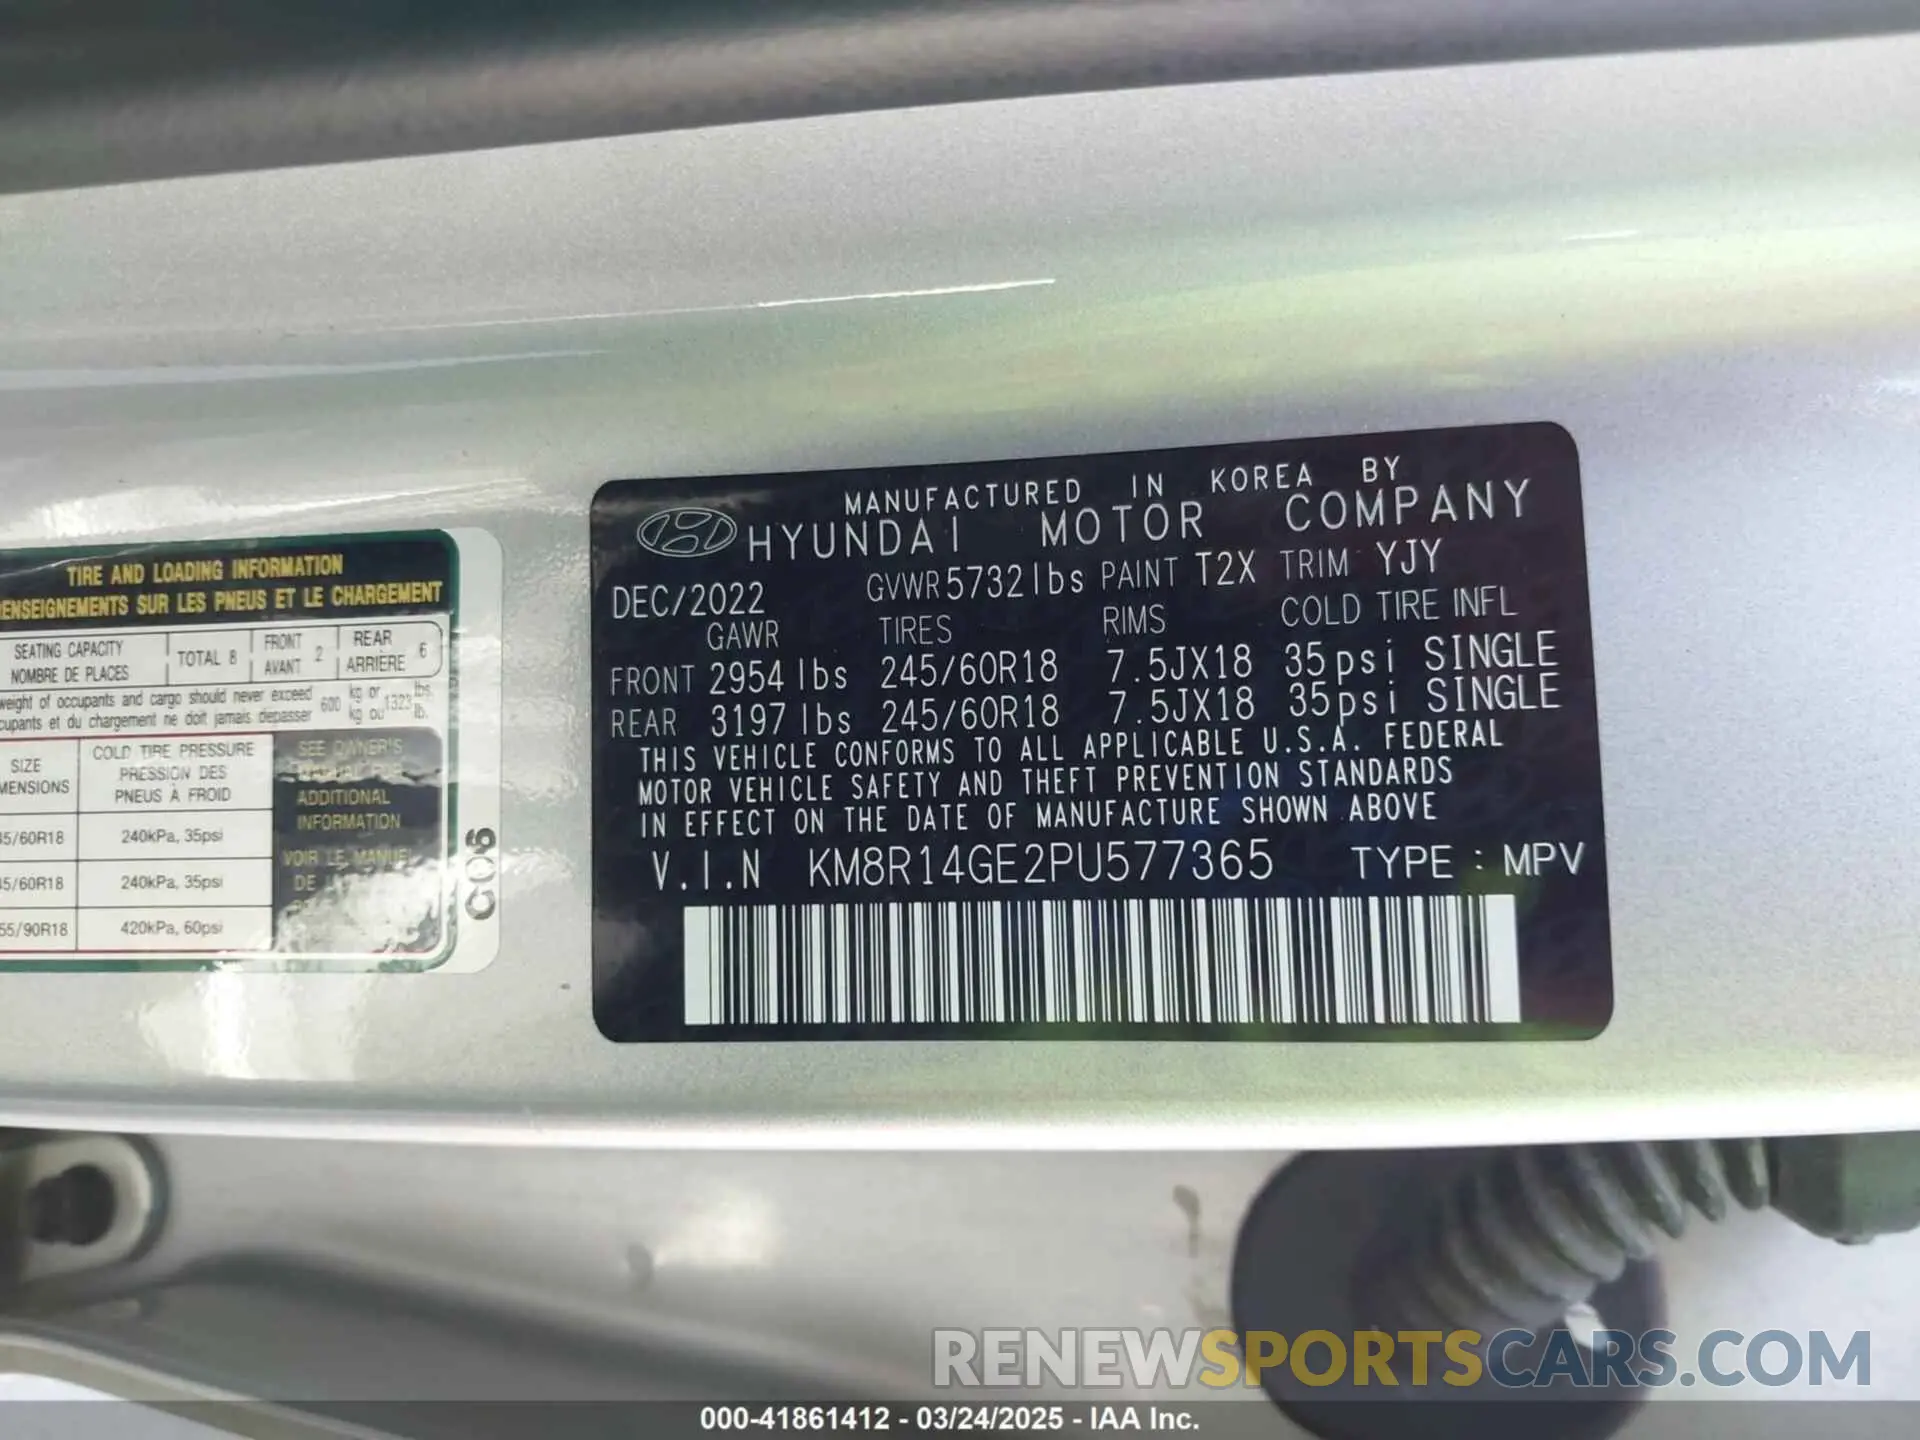 TIRE AND LOADING INFORMATION
RENSEIGNEMENTS SUR LES PNEUS ET LE CHARGEMENT
SEATING CAPACITY
NOMBRE DE PLACES
TOTAL 8
FRONT
AVANT
2
REAR
ARRIÈRE
6
weight of occupants and cargo should never exceed 600 kg or 1323 lbs.
cupants et du chargement ne doit jamais depasser kg ou lb.
SIZE
MENSIONS
COLD TIRE PRESSURE
PRESSION DES
PNEUS À FROID
SEE OWNER'S
ADDITIONAL
INFORMATION
VOIR LE MANUEL
DE
5/60R18 240kPa, 35psi
5/60R18 240kPa, 35psi
55/90R18 420kPa, 60psi
C06
MANUFACTURED IN KOREA BY
HYUNDAI MOTOR COMPANY
DEC/2022 GVWR 5732 lbs PAINT T2X TRIM YJY
GAWR TIRES RIMS COLD TIRE INFL
FRONT 2954 lbs 245/60R18 7.5JX18 35psi SINGLE
REAR 3197 lbs 245/60R18 7.5JX18 35psi SINGLE
THIS VEHICLE CONFORMS TO ALL APPLICABLE U.S.A. FEDERAL
MOTOR VEHICLE SAFETY AND THEFT PREVENTION STANDARDS
IN EFFECT ON THE DATE OF MANUFACTURE SHOWN ABOVE
V.I.N KM8R14GE2PU577365 TYPE : MPV
RENEWSPORTSCARS.COM
000-41861412 - 03/24/2025 - IAA Inc.